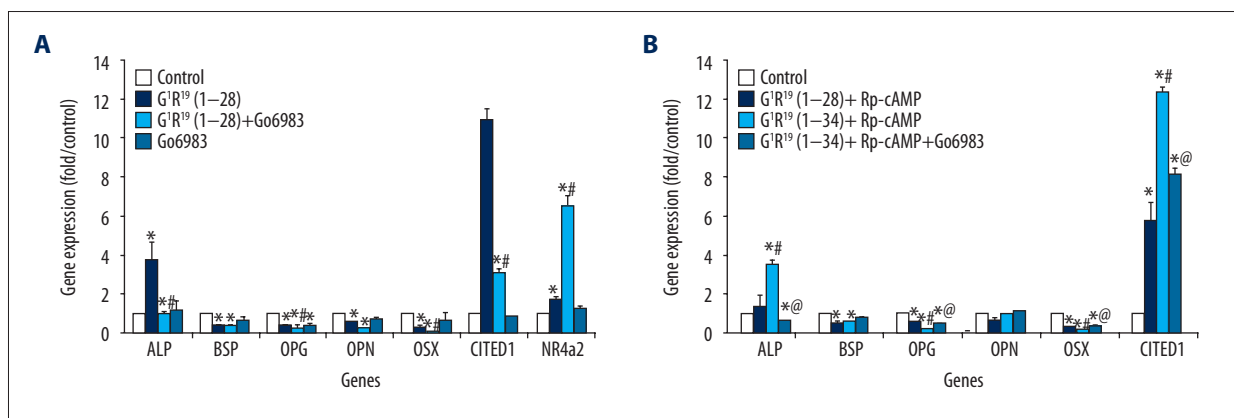 A
Gene expression (fold/control)
14
12
10
8
6
4
2
0
Control
G¹R¹⁹ (1–28)
G¹R¹⁹ (1–28)+Go6983
Go6983
*
*#
* *
* *# *
* *
* *#
*#
* *#
ALP BSP OPG OPN OSX CITED1 NR4a2
Genes
B
Gene expression (fold/control)
14
12
10
8
6
4
2
0
Control
G¹R¹⁹ (1–28)+ Rp-cAMP
G¹R¹⁹ (1–34)+ Rp-cAMP
G¹R¹⁹ (1–34)+ Rp-cAMP+Go6983
*#
*@
* *
* *# *@
* *# *@
* *# *@
ALP BSP OPG OPN OSX CITED1
Genes